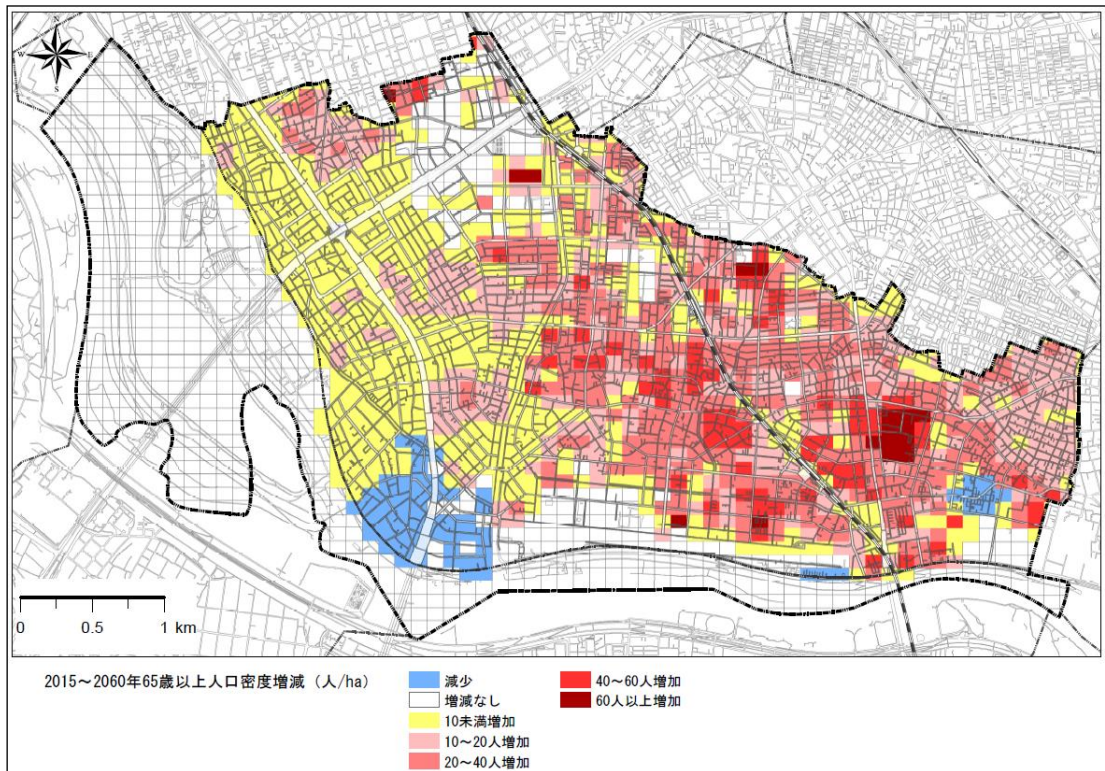 N
W
E
S
0 0.5 1 km
2015～2060年65歳以上人口密度増減（人/ha）
減少
増減なし
10未満増加
10～20人増加
20～40人増加
40～60人増加
60人以上増加